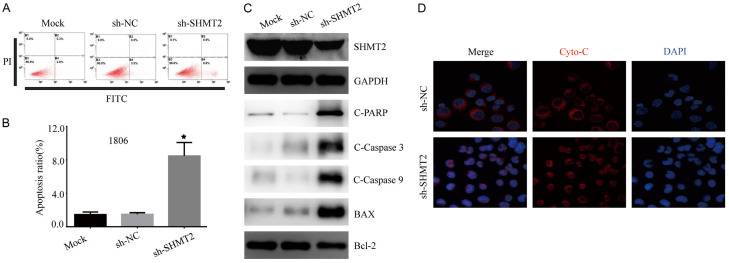 A
Mock
sh-NC
sh-SHMT2
PI
FITC
B
1806
Apoptosis ratio(%)
12.0
8.0
4.0
0.0
*
Mock
sh-NC
sh-SHMT2
C
Mock
sh-NC
sh-SHMT2
SHMT2
GAPDH
C-PARP
C-Caspase 3
C-Caspase 9
BAX
Bcl-2
D
Merge
Cyto-C
DAPI
sh-NC
sh-SHMT2